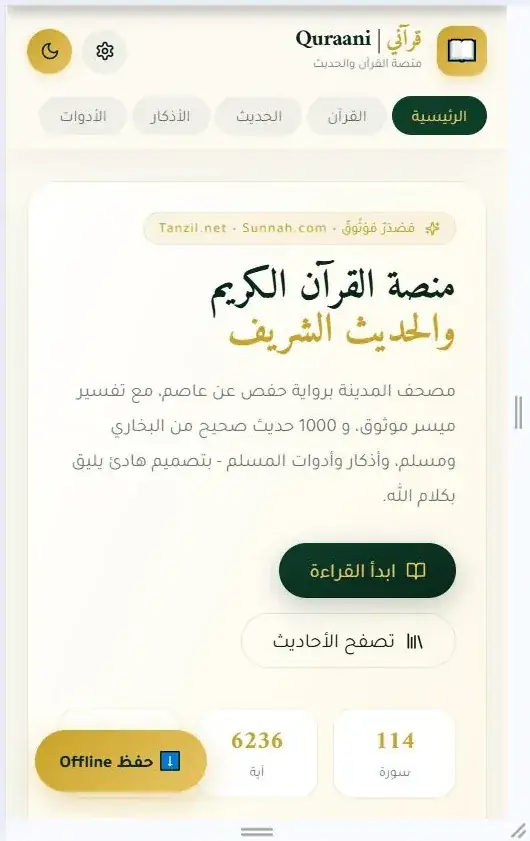 قرآني | Quraani
منصة القرآن والحديث
الرئيسية
القرآن
الحديث
الأذكار
الأدوات
مَصْدَرٌ مَوْثُوقٌ · Tanzil.net · Sunnah.com
منصة القرآن الكريم
والحديث الشريف
مصحف المدينة برواية حفص عن عاصم، مع تفسير
ميسر موثوق، و 1000 حديث صحيح من البخاري
ومسلم، وأذكار وأدوات المسلم - بتصميم هادئ يليق
بكلام الله.
ابدأ القراءة
تصفح الأحاديث
114
سورة
6236
آية
حفظ Offline